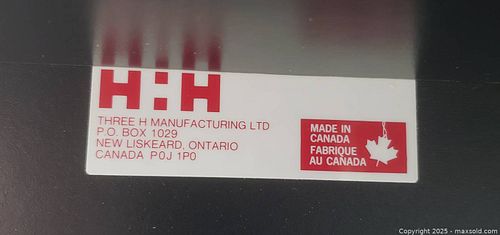 H:H
THREE H MANUFACTURING LTD
P.O. BOX 1029
NEW LISKEARD, ONTARIO
CANADA P0J 1P0
MADE IN
CANADA
FABRIQUE
AU CANADA
Copyright 2025 - maxsold.com